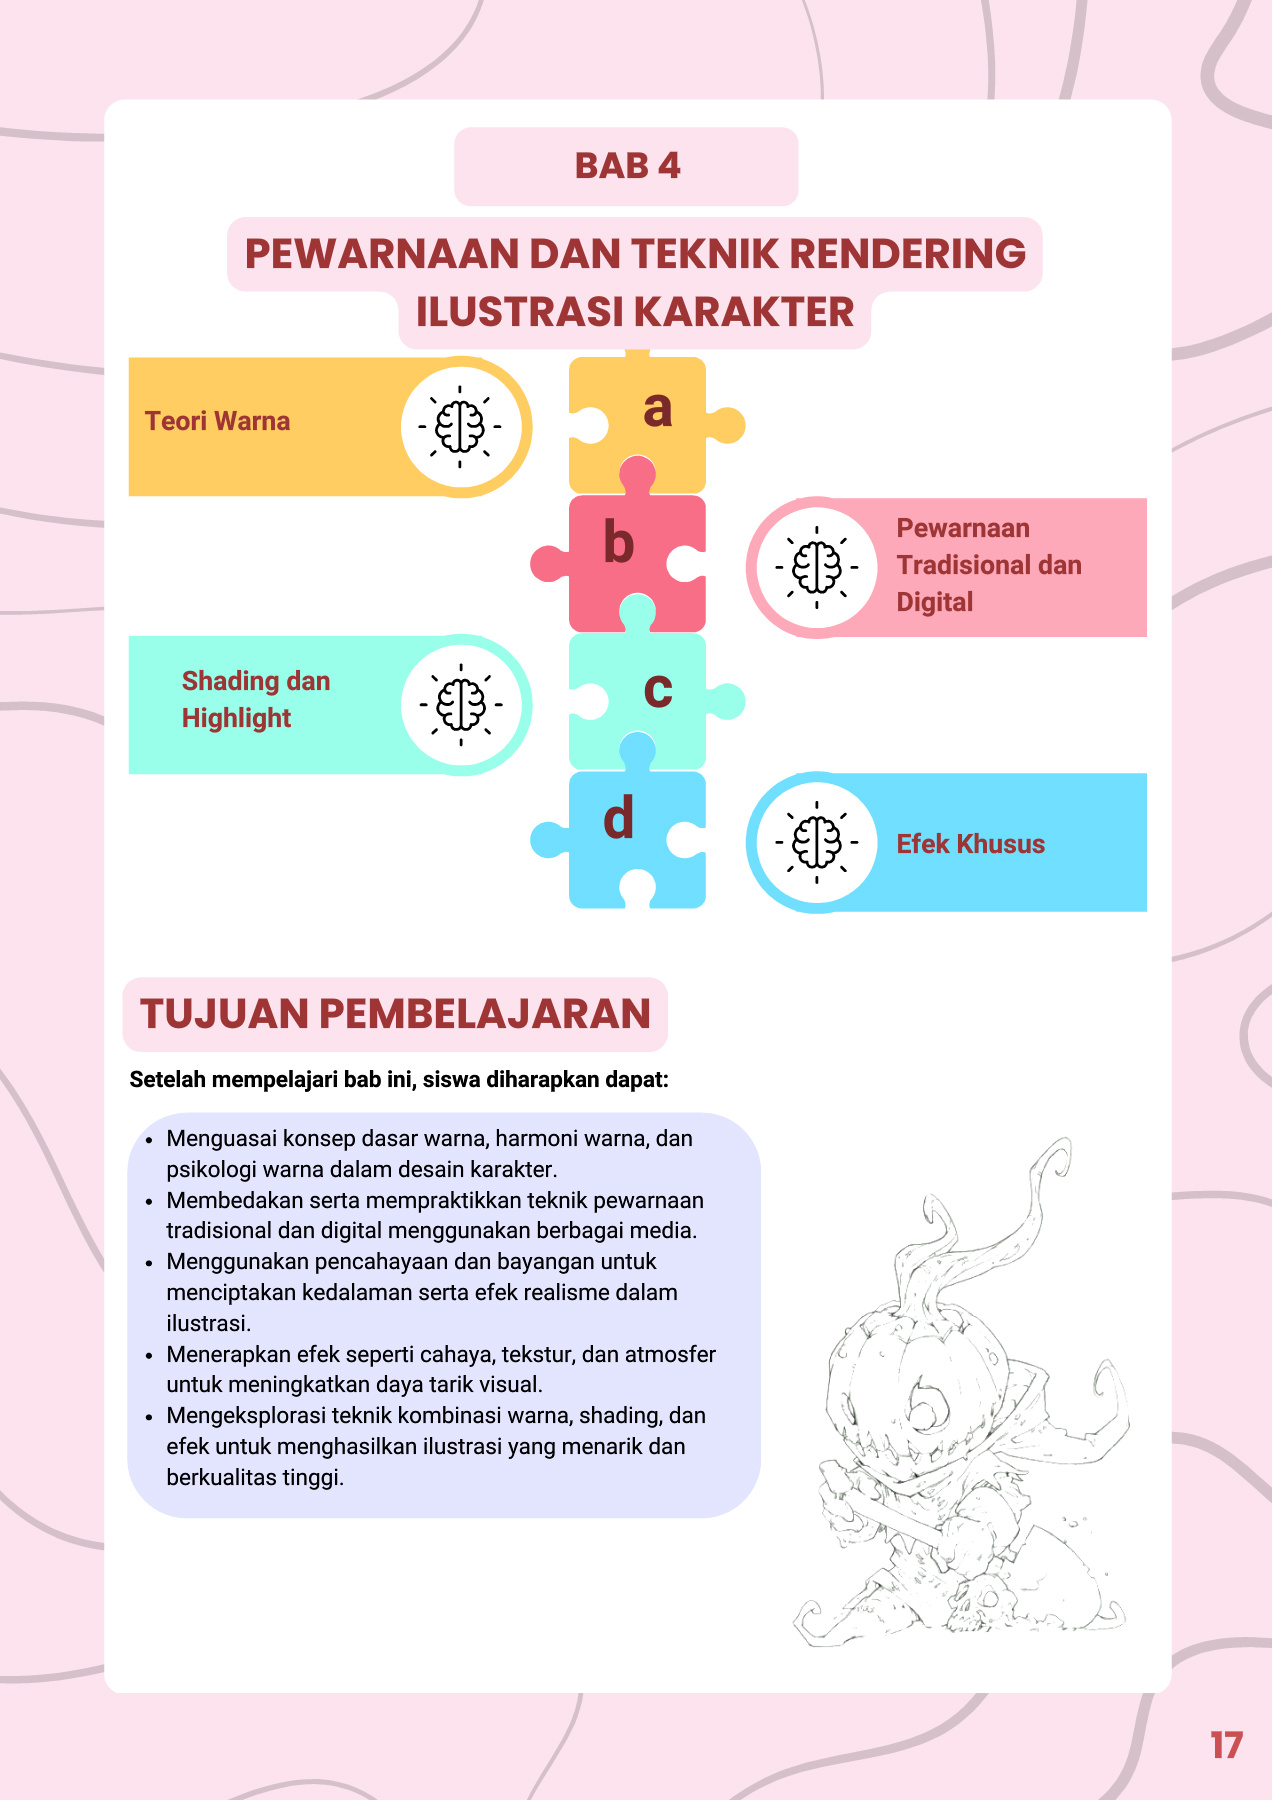 BAB 4
PEWARNAAN DAN TEKNIK RENDERING
ILUSTRASI KARAKTER
Teori Warna
a
b
Pewarnaan
Tradisional dan
Digital
Shading dan
Highlight
c
d
Efek Khusus
TUJUAN PEMBELAJARAN
Setelah mempelajari bab ini, siswa diharapkan dapat:
• Menguasai konsep dasar warna, harmoni warna, dan
psikologi warna dalam desain karakter.
• Membedakan serta mempraktikkan teknik pewarnaan
tradisional dan digital menggunakan berbagai media.
• Menggunakan pencahayaan dan bayangan untuk
menciptakan kedalaman serta efek realisme dalam
ilustrasi.
• Menerapkan efek seperti cahaya, tekstur, dan atmosfer
untuk meningkatkan daya tarik visual.
• Mengeksplorasi teknik kombinasi warna, shading, dan
efek untuk menghasilkan ilustrasi yang menarik dan
berkualitas tinggi.
17